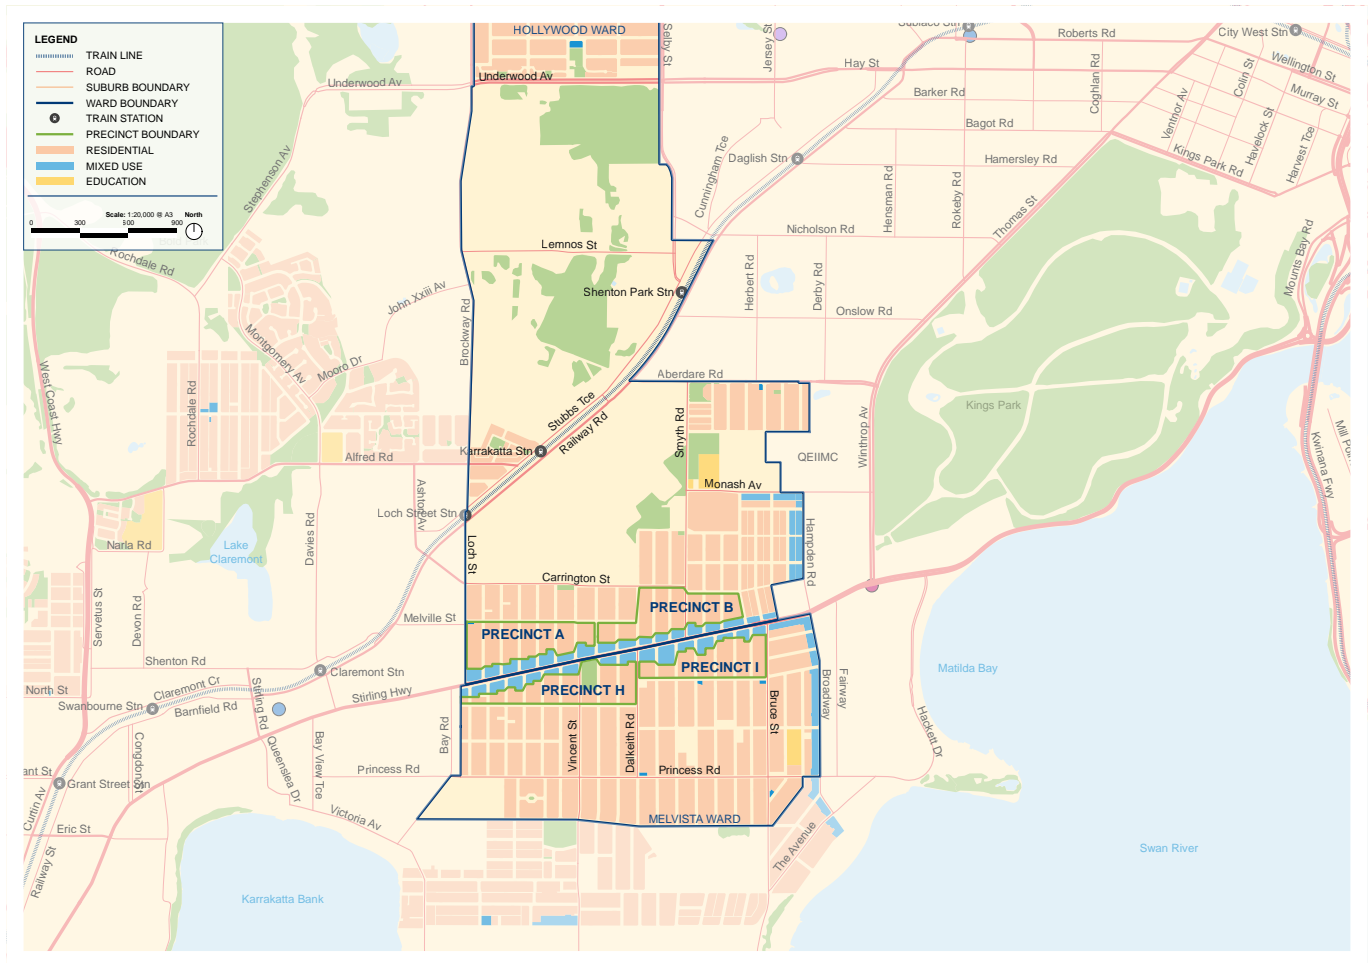 LEGEND
TRAIN LINE
ROAD
SUBURB BOUNDARY
WARD BOUNDARY
TRAIN STATION
PRECINCT BOUNDARY
RESIDENTIAL
MIXED USE
EDUCATION
Scale: 1:20,000 @ A3 North
0 300 600 900
HOLLYWOOD WARD
Selby St
Jersey St
Subiaco Stn
Roberts Rd
City West Stn
Underwood Av
Underwood Av
Hay St
Wellington St
Colin St
Coghlan Rd
Barker Rd
Murray St
Ventnor Av
Havelock St
Harvest Tce
Bagot Rd
Kings Park Rd
Stephenson Av
Cunningham Tce
Daglish Stn
Hamersley Rd
Hensman Rd
Rokeby Rd
Thomas St
Nicholson Rd
Lemnos St
Rochdale Rd
Mounts Bay Rd
Shenton Park Stn
John Xxiii Av
Brockway Rd
Herbert Rd
Derby Rd
Onslow Rd
Montgomery Av
Mooro Dr
West Coast Hwy
Rochdale Rd
Aberdare Rd
Stubbs Tce
Railway Rd
Smyth Rd
Kings Park
Winthrop Av
Kwinana Fwy
Karrakatta Stn
Alfred Rd
QEIIMC
Ashton Av
Monash Av
Loch Street Stn
Davies Rd
Narla Rd
Lake
Claremont
Loch St
Hampden Rd
Carrington St
Servetus St
Devon Rd
Melville St
PRECINCT B
PRECINCT A
Shenton Rd
Claremont Stn
PRECINCT I
Matilda Bay
North St
Claremont Cr
Stirling Rd
Stirling Hwy
PRECINCT H
Broadway
Fairway
Swanbourne Stn
Barnfield Rd
Bay Rd
Vincent St
Dalkeith Rd
Bruce St
Hackett Dr
Congdon St
Queenslea Dr
Bay View Tce
Princess Rd
Princess Rd
ant St
Grant Street Stn
Curtin Av
Victoria Av
MELVISTA WARD
Eric St
The Avenue
Swan River
Railway St
Karrakatta Bank